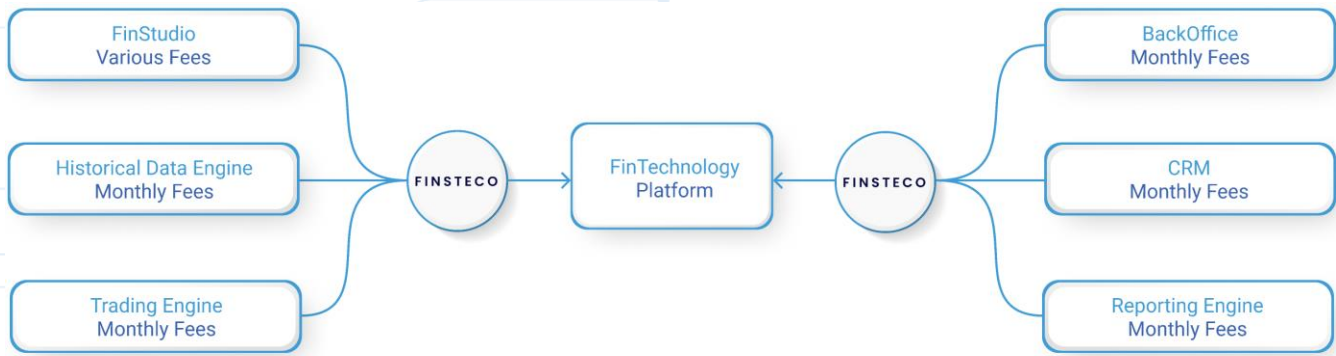 FinStudio
Various Fees
Historical Data Engine
Monthly Fees
Trading Engine
Monthly Fees
FINSTECO
FinTechnology
Platform
FINSTECO
BackOffice
Monthly Fees
CRM
Monthly Fees
Reporting Engine
Monthly Fees